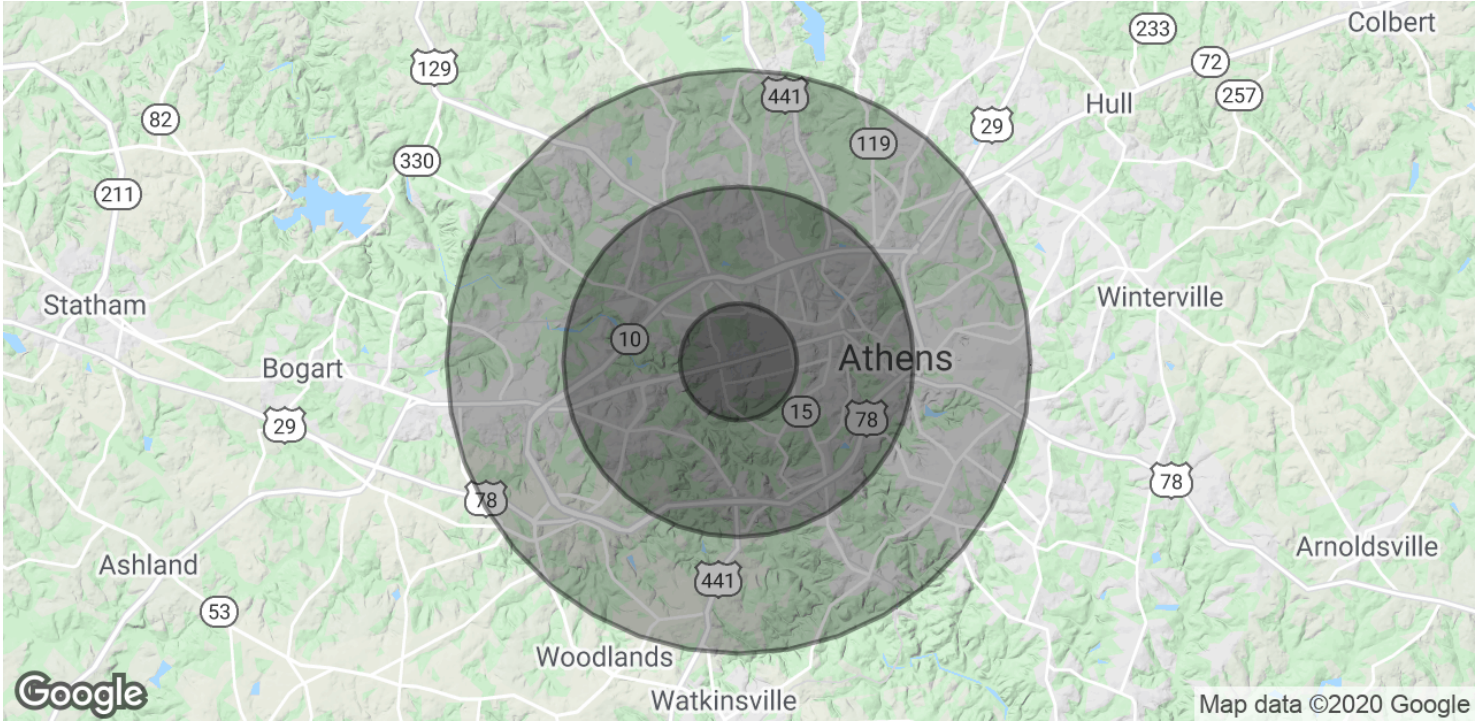 Colbert
233
72
129
441
257
Hull
82
29
119
330
211
Winterville
Statham
10
Athens
Bogart
15
78
29
78
78
Arnoldsville
Ashland
441
53
Woodlands
Google
Watkinsville
Map data ©2020 Google